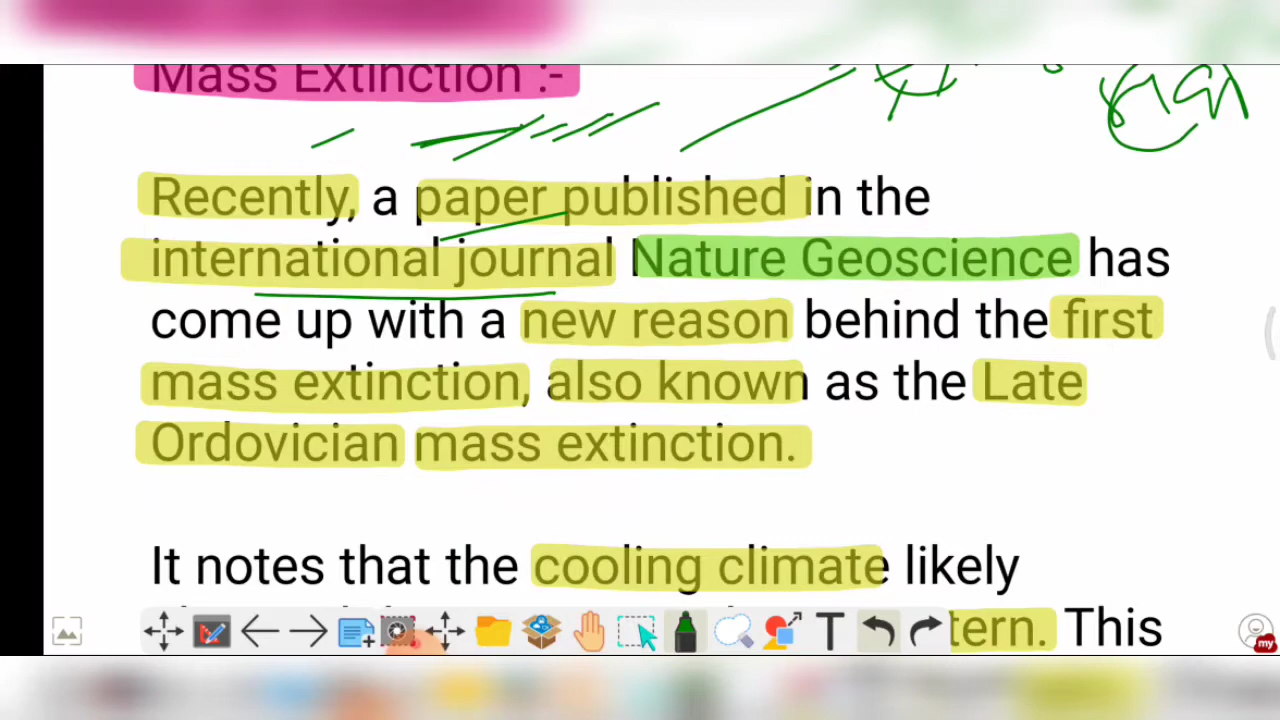 Mass Extinction :-
Recently, a paper published in the
international journal Nature Geoscience has
come up with a new reason behind the first
mass extinction, also known as the Late
Ordovician mass extinction.
It notes that the cooling climate likely
tern. This
T
my